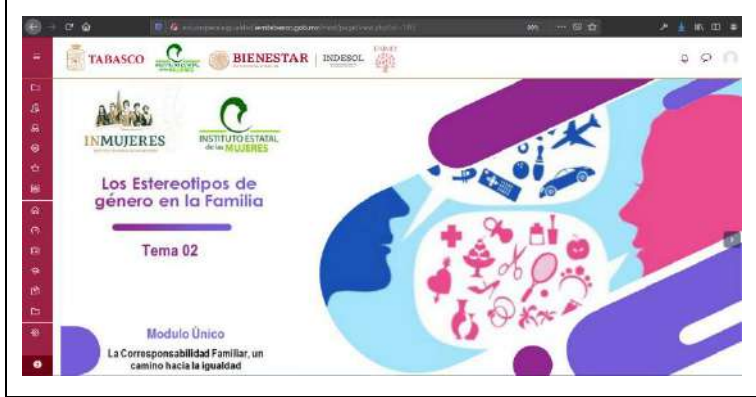 TABASCO
BIENESTAR
INDESOL
INMUJERES
INSTITUTO ESTATAL
de las MUJERES
Los Estereotipos de
género en la Familia
Tema 02
Modulo Único
La Corresponsabilidad Familiar, un
camino hacia la igualdad